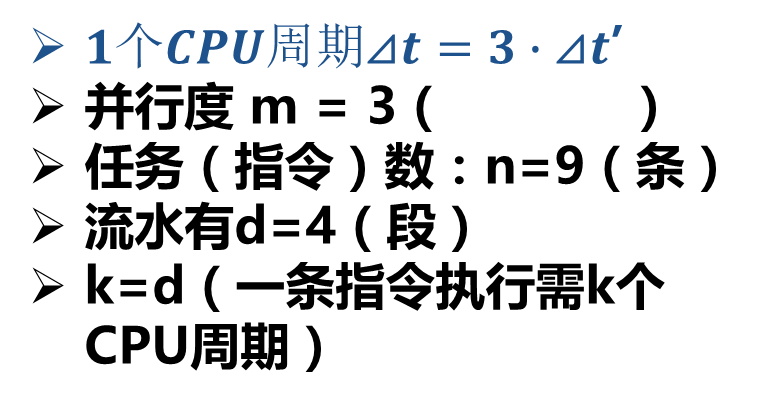 ➢ 1个CPU周期⊿t = 3 · ⊿t′
➢ 并行度 m = 3（ ）
➢ 任务（指令）数：n=9（条）
➢ 流水有d=4（段）
➢ k=d（一条指令执行需k个
CPU周期）